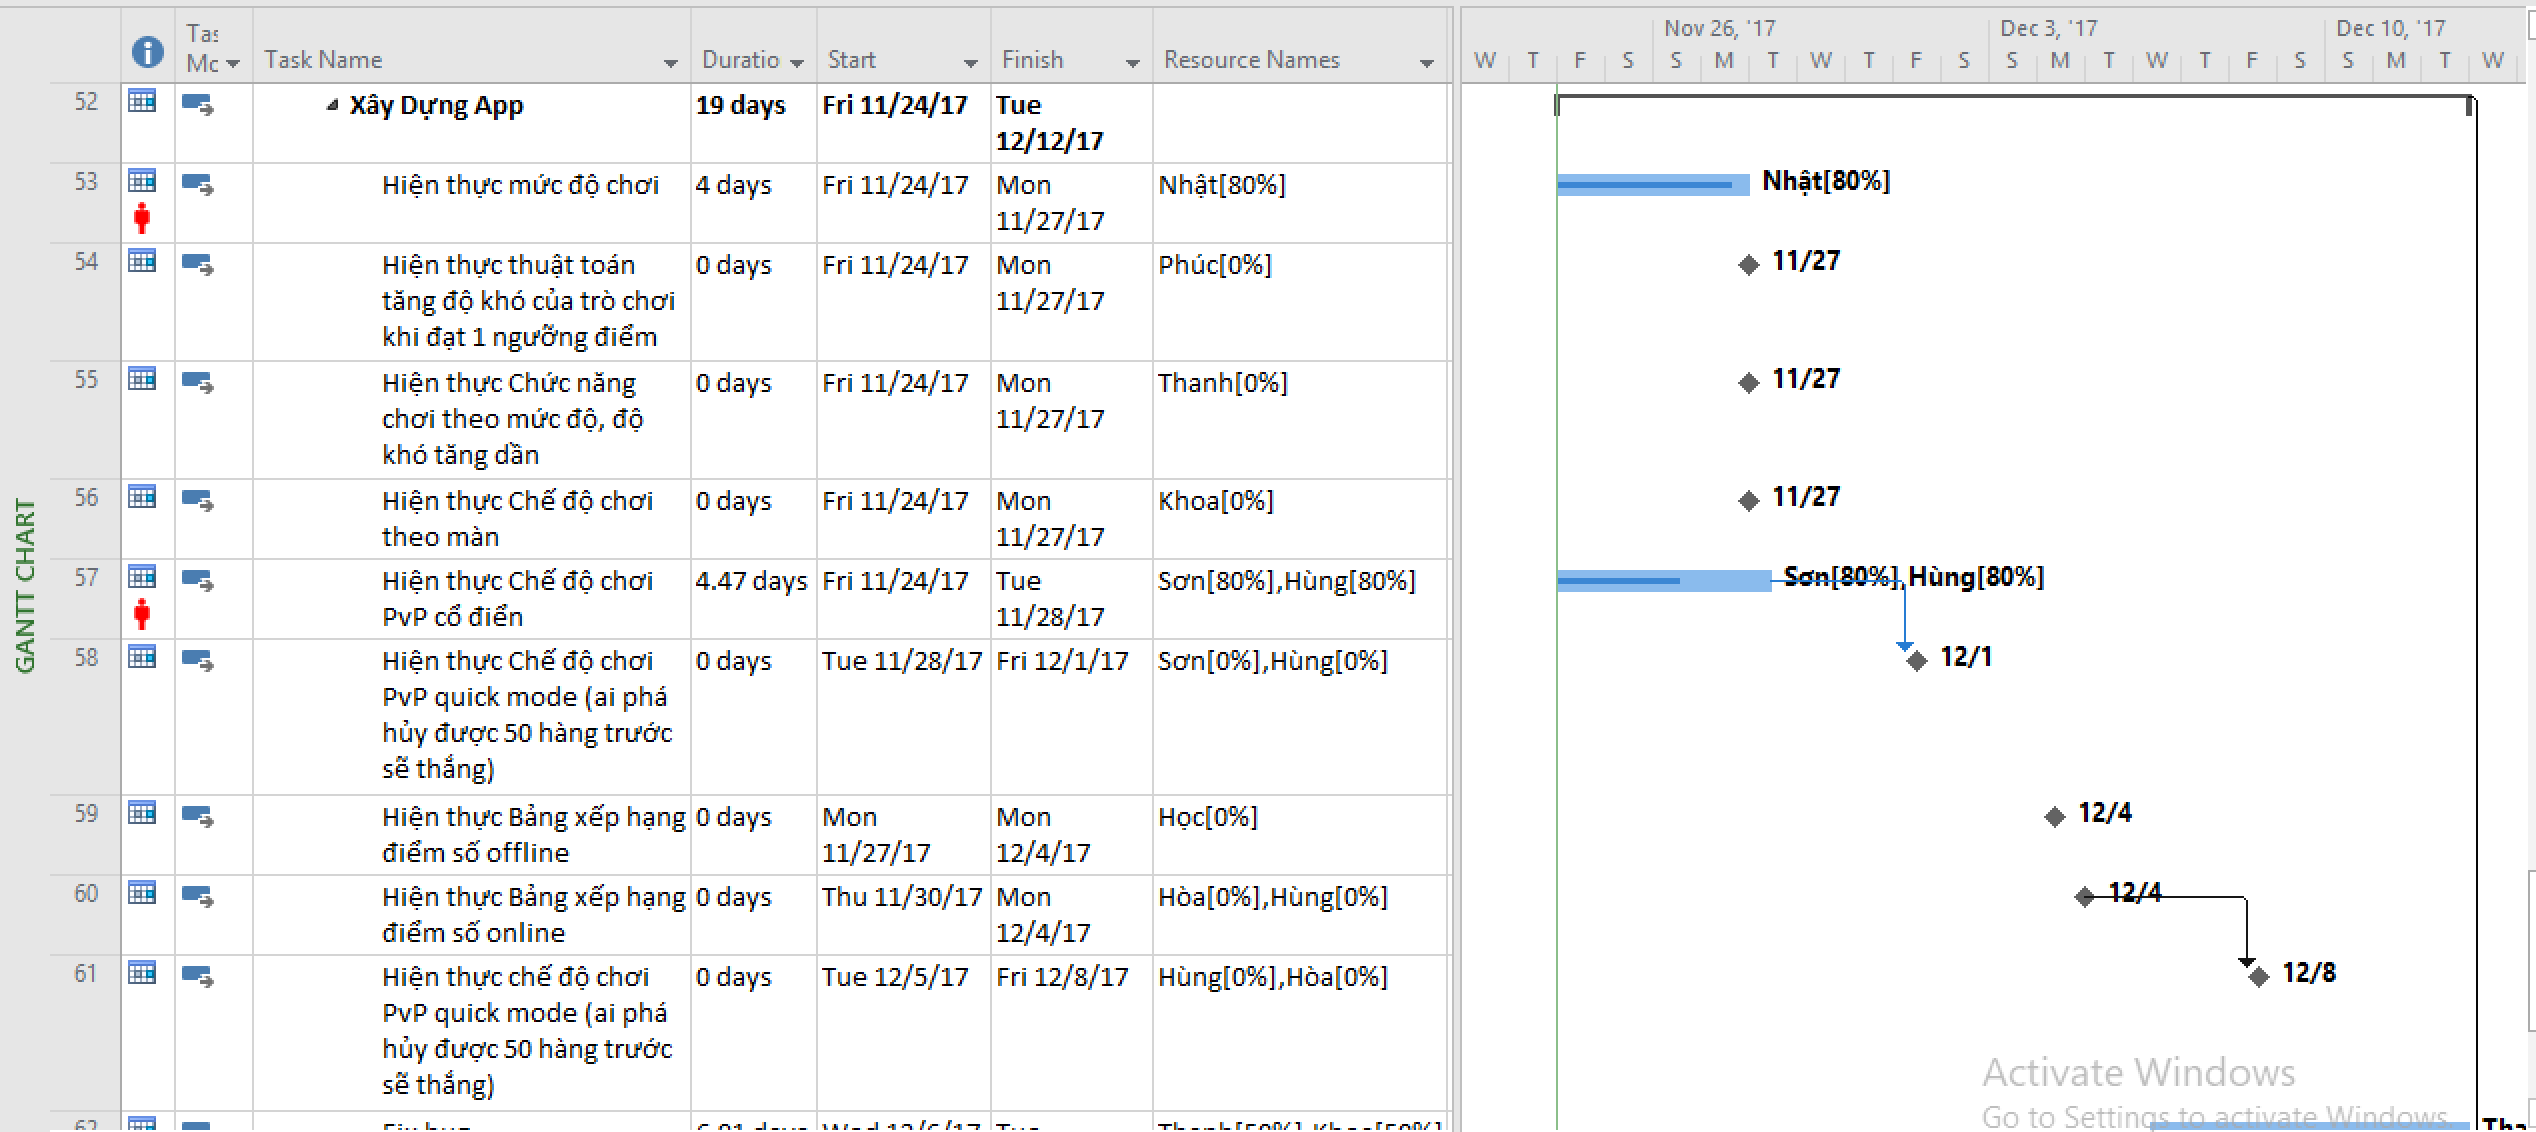 Nov 26, '17 Dec 3, '17 Dec 10, '17
Tas
Mo Task Name Duratio Start Finish Resource Names W T F S S M T W T F S S M T W T F S S M T W
GANTT CHART
52 Xây Dựng App 19 days Fri 11/24/17 Tue
12/12/17
53 Hiện thực mức độ chơi 4 days Fri 11/24/17 Mon Nhật[80%] Nhật[80%]
11/27/17
54 Hiện thực thuật toán 0 days Fri 11/24/17 Mon Phúc[0%] 11/27
tăng độ khó của trò chơi 11/27/17
khi đạt 1 ngưỡng điểm
55 Hiện thực Chức năng 0 days Fri 11/24/17 Mon Thanh[0%] 11/27
chơi theo mức độ, độ 11/27/17
khó tăng dần
56 Hiện thực Chế độ chơi 0 days Fri 11/24/17 Mon Khoa[0%] 11/27
theo màn 11/27/17
57 Hiện thực Chế độ chơi 4.47 days Fri 11/24/17 Tue Sơn[80%],Hùng[80%] Sơn[80%],Hùng[80%]
PvP cổ điển 11/28/17
58 Hiện thực Chế độ chơi 0 days Tue 11/28/17 Fri 12/1/17 Sơn[0%],Hùng[0%] 12/1
PvP quick mode (ai phá
hủy được 50 hàng trước
sẽ thắng)
59 Hiện thực Bảng xếp hạng 0 days Mon Mon Học[0%] 12/4
điểm số offline 11/27/17 12/4/17
60 Hiện thực Bảng xếp hạng 0 days Thu 11/30/17 Mon Hòa[0%],Hùng[0%] 12/4
điểm số online 12/4/17
61 Hiện thực chế độ chơi 0 days Tue 12/5/17 Fri 12/8/17 Hùng[0%],Hòa[0%] 12/8
PvP quick mode (ai phá
hủy được 50 hàng trước
sẽ thắng)
Activate Windows
Go to Settings to activate Windows.